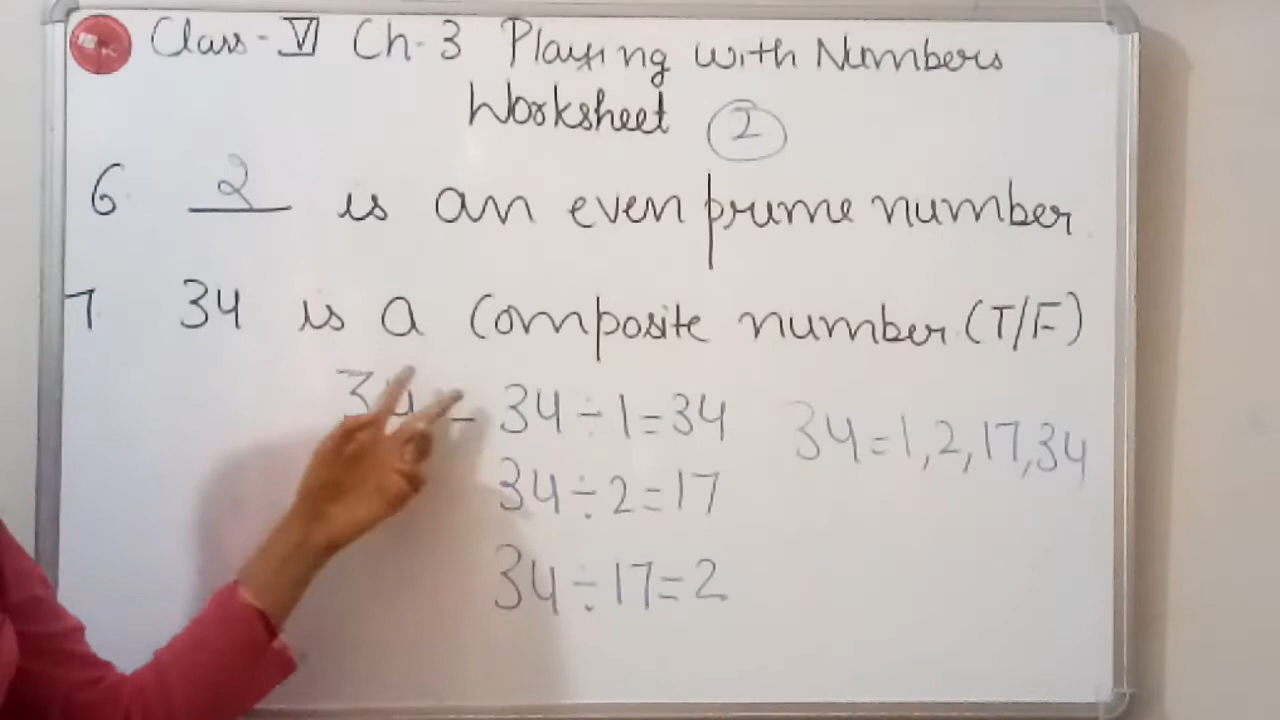 Class-VI Ch-3 Playing with Numbers
Worksheet 2
6 2 is an even prime number
7 34 is a Composite number (T/F)
34 - 34÷1=34 34=1,2,17,34
34÷2=17
34÷17=2